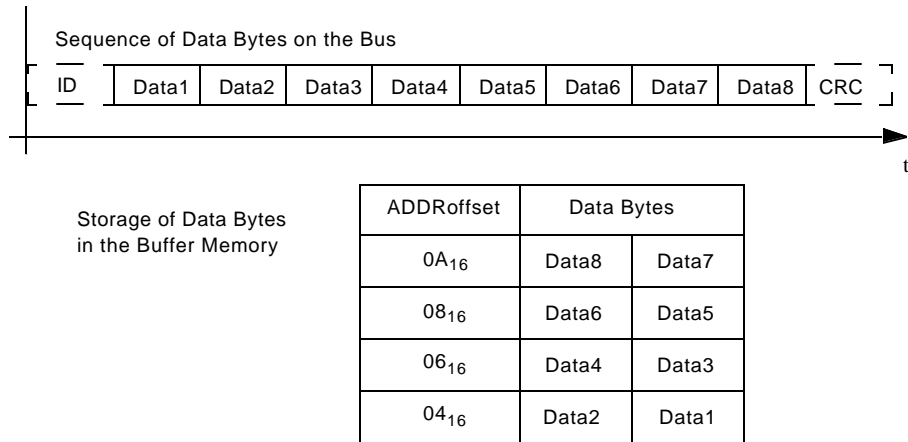 Sequence of Data Bytes on the Bus
ID Data1 Data2 Data3 Data4 Data5 Data6 Data7 Data8 CRC
t
Storage of Data Bytes
in the Buffer Memory
ADDRoffset Data Bytes
0A16 Data8 Data7
0816 Data6 Data5
0616 Data4 Data3
0416 Data2 Data1